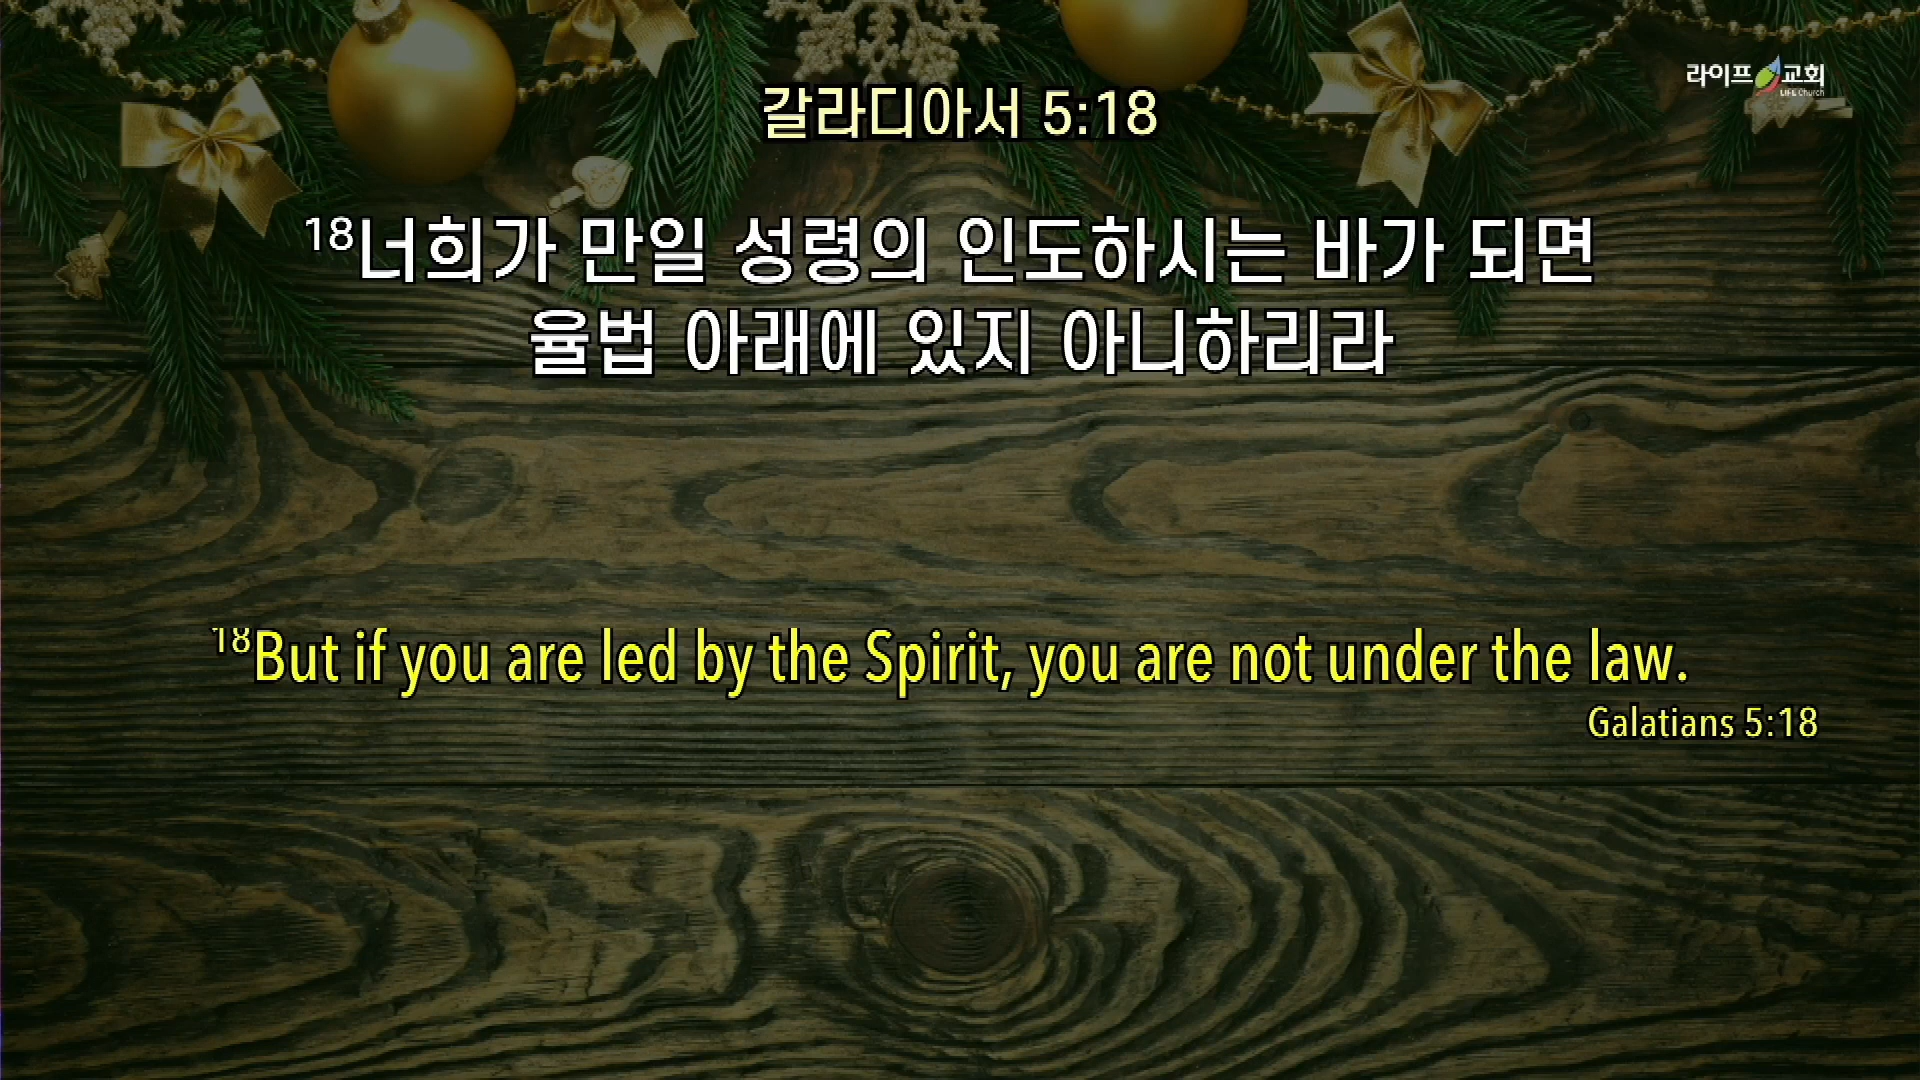 라이프교회
LIFE Church
갈라디아서 5:18
18너희가 만일 성령의 인도하시는 바가 되면
율법 아래에 있지 아니하리라
18But if you are led by the Spirit, you are not under the law.
Galatians 5:18